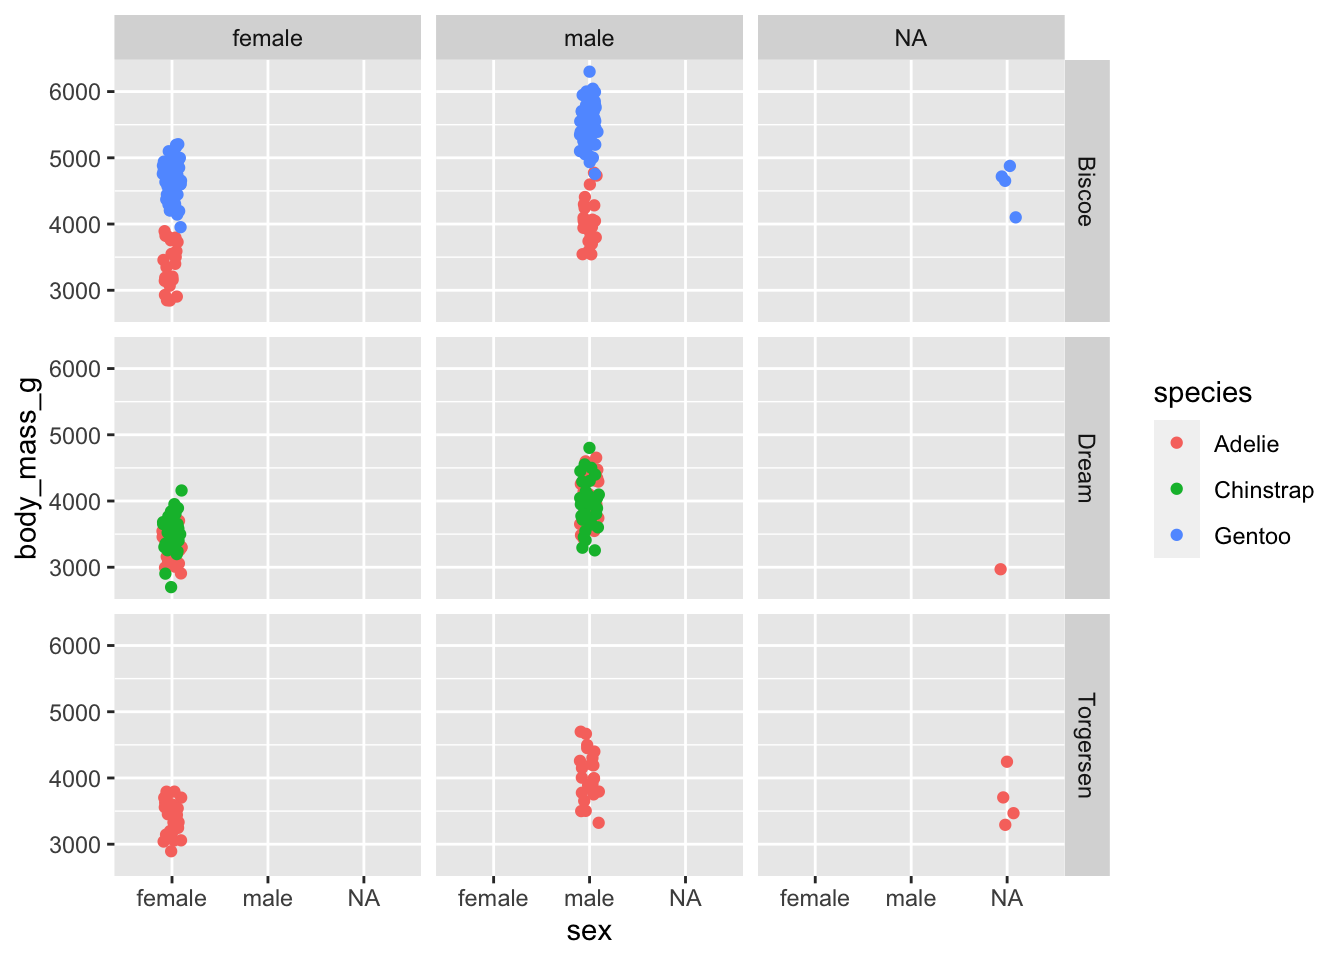 female male NA
6000
5000
4000
3000
Biscoe
6000
5000
4000
3000
Dream
6000
5000
4000
3000
Torgersen
body_mass_g
female male NA female male NA female male NA
sex
species
Adelie
Chinstrap
Gentoo